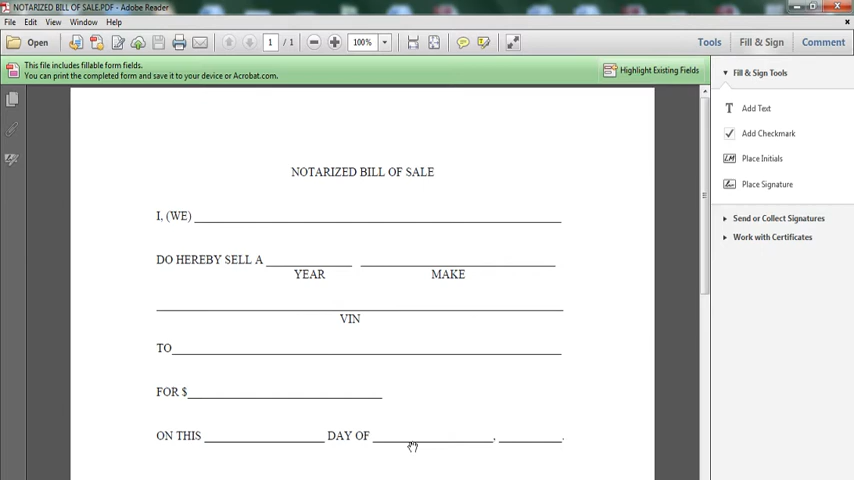 NOTARIZED BILL OF SALE.PDF - Adobe Reader
File Edit View Window Help
Open 1 / 1 100% Tools Fill & Sign Comment
This file includes fillable form fields.
You can print the completed form and save it to your device or Acrobat.com.
Highlight Existing Fields
Fill & Sign Tools
Add Text
Add Checkmark
Place Initials
Place Signature
Send or Collect Signatures
Work with Certificates
NOTARIZED BILL OF SALE
I, (WE)
DO HEREBY SELL A
YEAR MAKE
VIN
TO
FOR $
ON THIS DAY OF , .